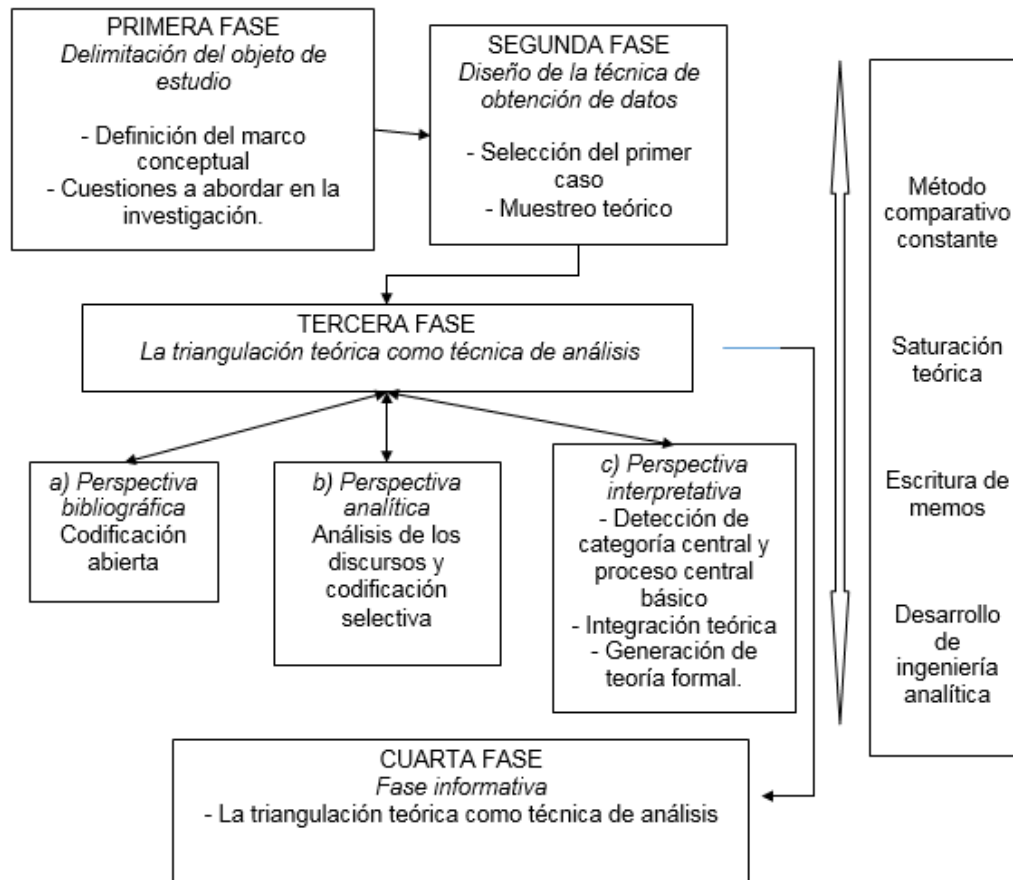 PRIMERA FASE
Delimitación del objeto de
estudio
- Definición del marco
conceptual
- Cuestiones a abordar en la
investigación.
SEGUNDA FASE
Diseño de la técnica de
obtención de datos
- Selección del primer
caso
- Muestreo teórico
TERCERA FASE
La triangulación teórica como técnica de análisis
a) Perspectiva
bibliográfica
Codificación
abierta
b) Perspectiva
analítica
Análisis de los
discursos y
codificación
selectiva
c) Perspectiva
interpretativa
- Detección de
categoría central y
proceso central
básico
- Integración teórica
- Generación de
teoría formal.
CUARTA FASE
Fase informativa
- La triangulación teórica como técnica de análisis
Método
comparativo
constante
Saturación
teórica
Escritura de
memos
Desarrollo
de
ingeniería
analítica